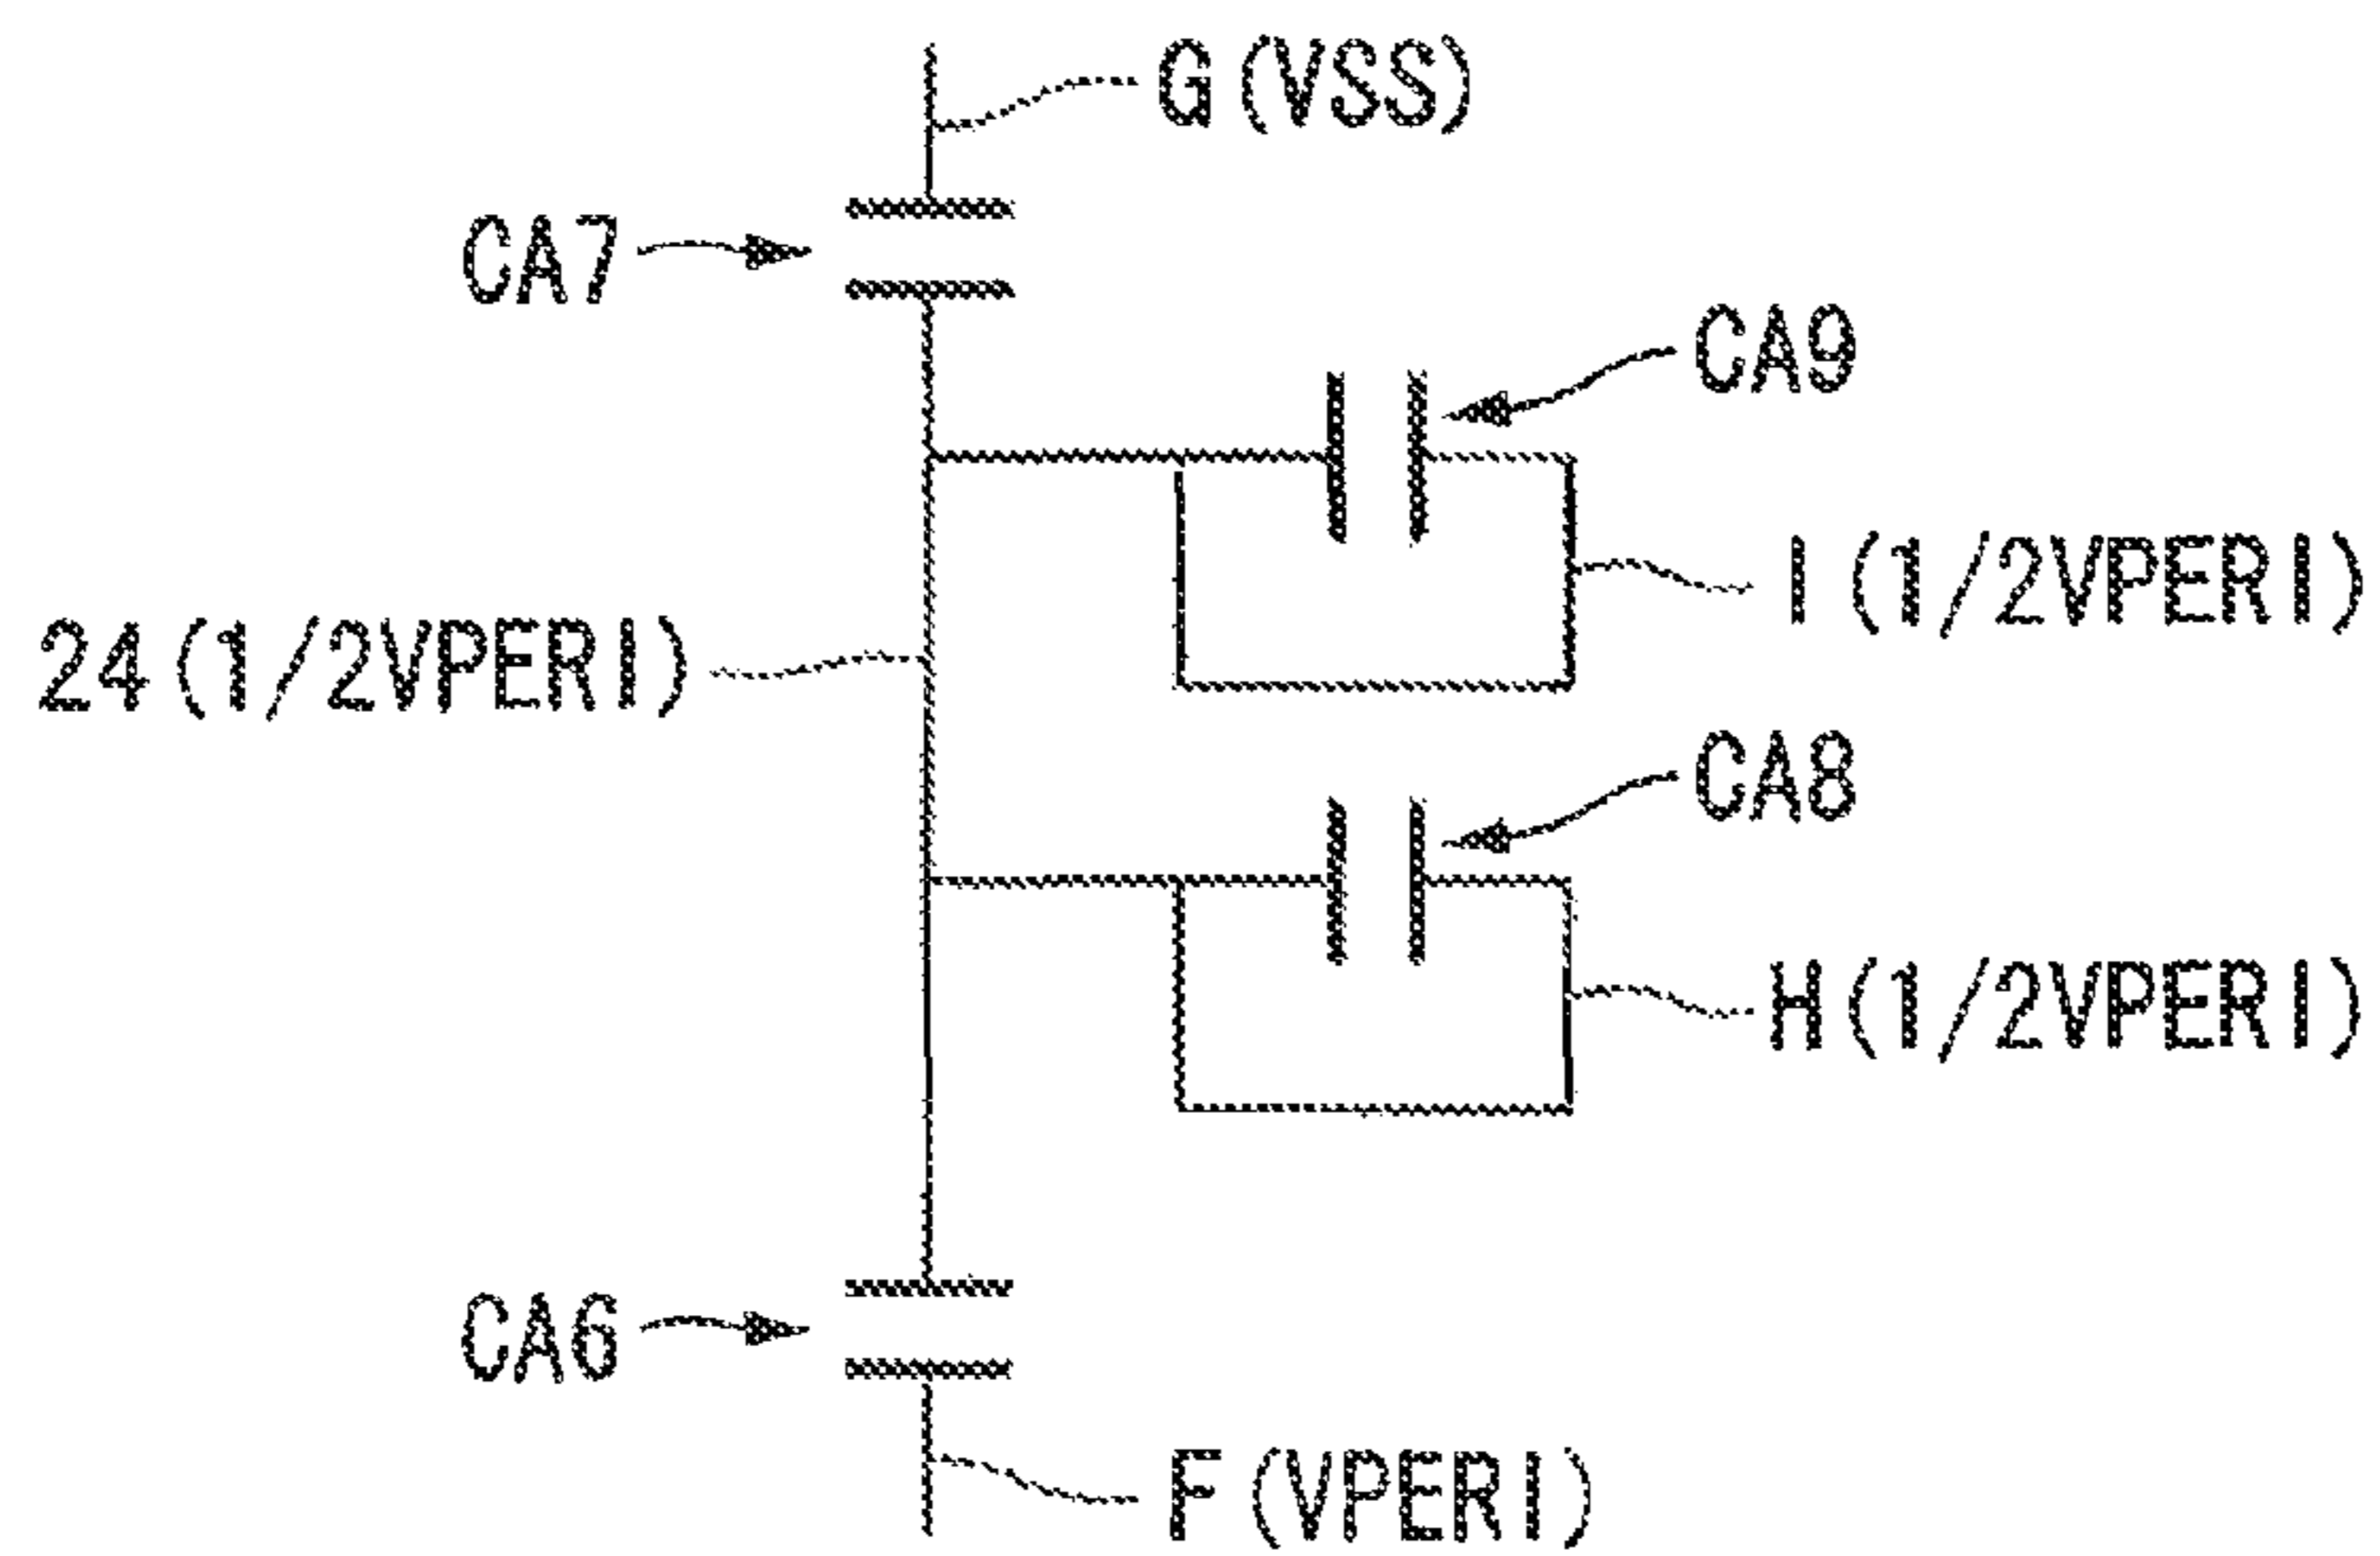 G(VSS)
CA7
CA9
I(1/2VPERI)
24(1/2VPERI)
CA8
H(1/2VPERI)
CA6
F(VPERI)